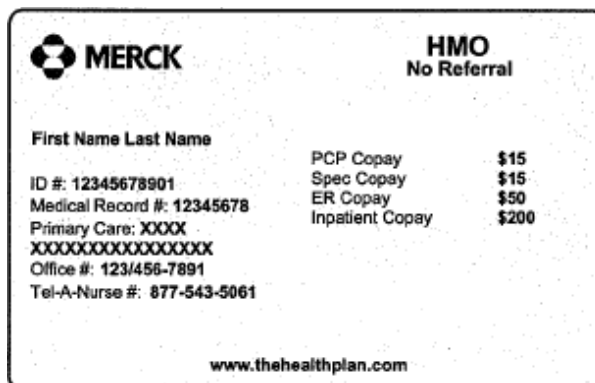 MERCK
HMO
No Referral
First Name Last Name
ID #: 12345678901
Medical Record #: 12345678
Primary Care: XXXX
XXXXXXXXXXXXXXXX
Office #: 123/456-7891
Tel-A-Nurse #: 877-543-5061
PCP Copay $15
Spec Copay $15
ER Copay $50
Inpatient Copay $200
www.thehealthplan.com